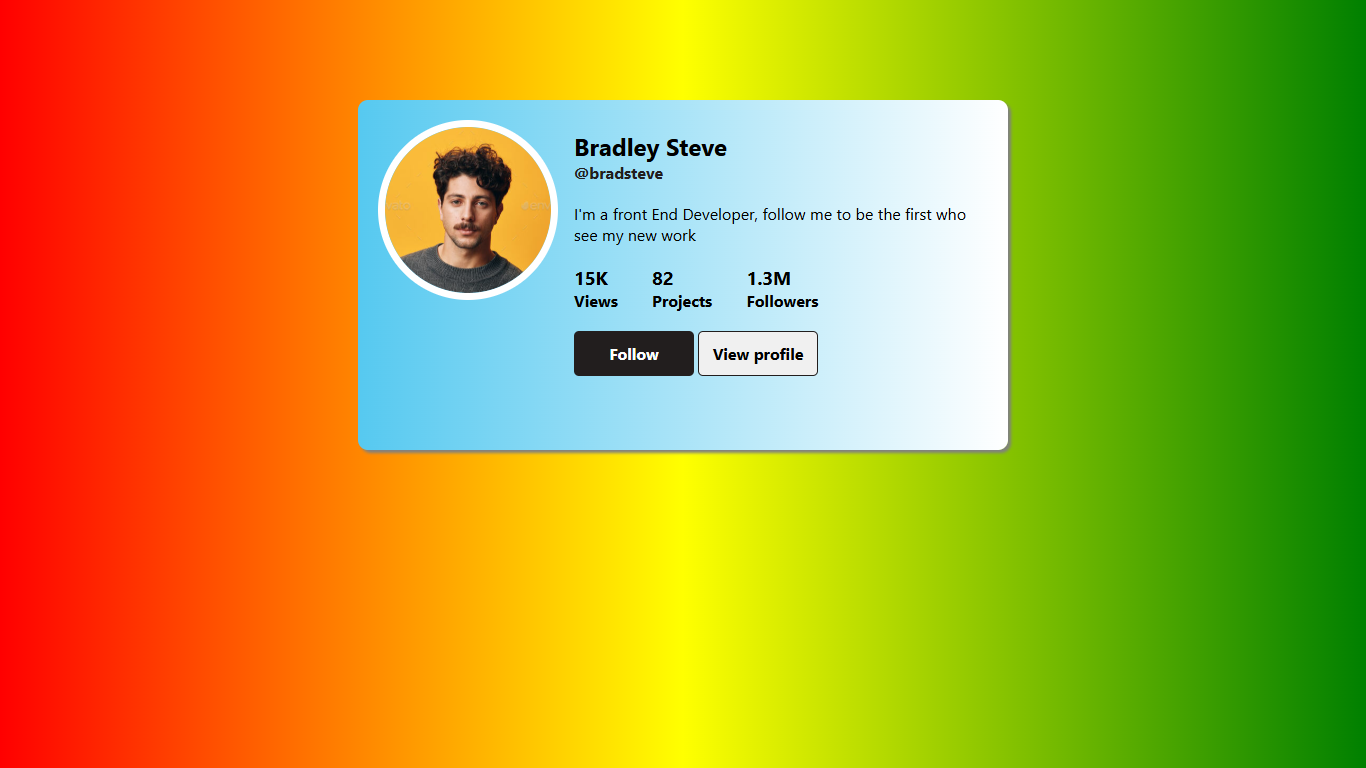 Bradley Steve
@bradsteve
I'm a front End Developer, follow me to be the first who
see my new work
15K 82 1.3M
Views Projects Followers
Follow View profile